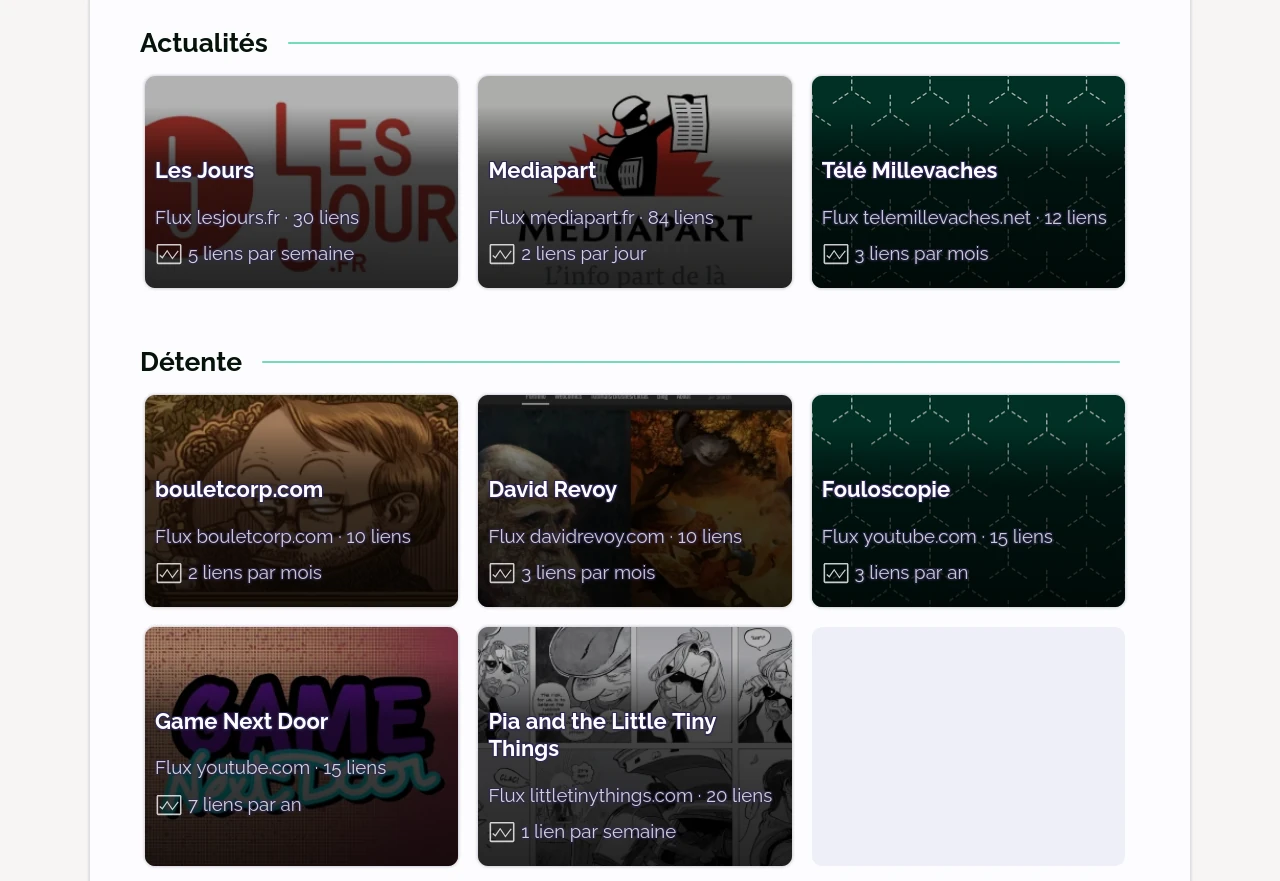 Actualités
LES
JOUR
.FR
Les Jours
Flux lesjours.fr · 30 liens
5 liens par semaine
MEDIAPART
L'info part de là
Mediapart
Flux mediapart.fr · 84 liens
2 liens par jour
Télé Millevaches
Flux telemillevaches.net · 12 liens
3 liens par mois
Détente
bouletcorp.com
Flux bouletcorp.com · 10 liens
2 liens par mois
David Revoy
Flux davidrevoy.com · 10 liens
3 liens par mois
Fouloscopie
Flux youtube.com · 15 liens
3 liens par an
GAME
Next Door
Game Next Door
Flux youtube.com · 15 liens
7 liens par an
Pia and the Little Tiny
Things
Flux littletinythings.com · 20 liens
1 lien par semaine